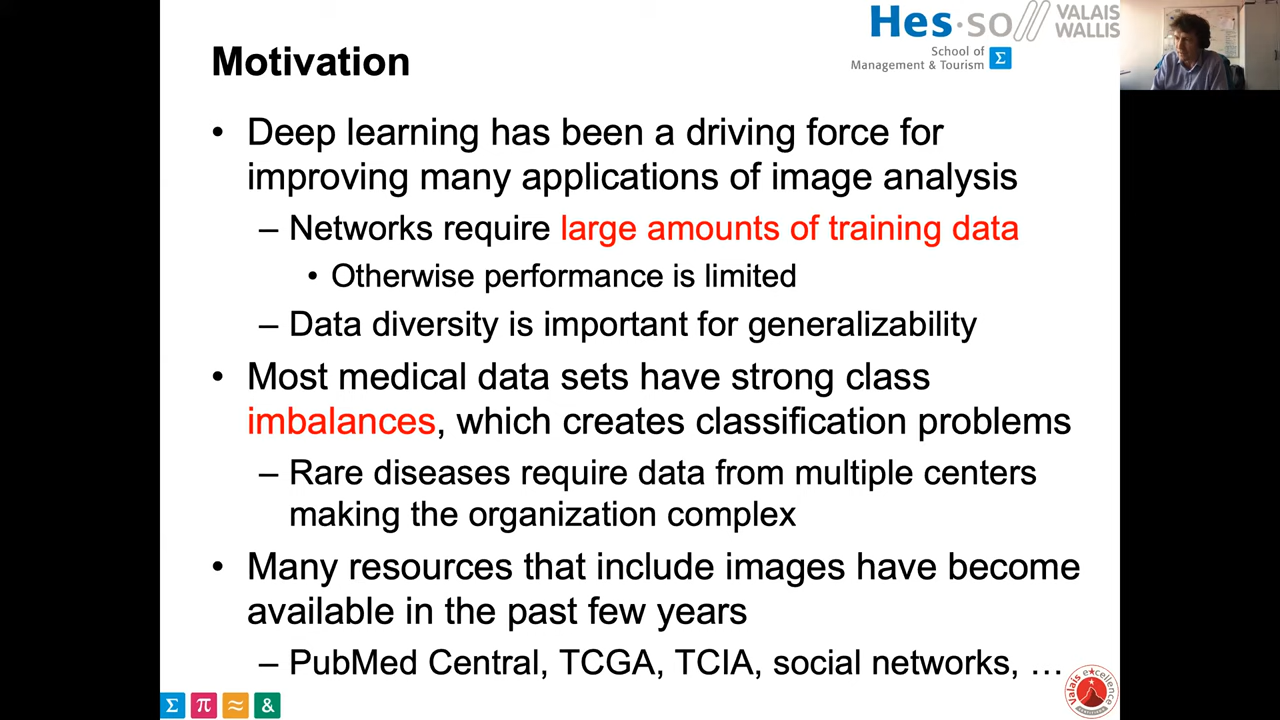 Hes·so// VALAIS
WALLIS
School of
Management & Tourism Σ
Motivation
• Deep learning has been a driving force for
improving many applications of image analysis
– Networks require large amounts of training data
• Otherwise performance is limited
– Data diversity is important for generalizability
• Most medical data sets have strong class
imbalances, which creates classification problems
– Rare diseases require data from multiple centers
making the organization complex
• Many resources that include images have become
available in the past few years
– PubMed Central, TCGA, TCIA, social networks, …
Σ π ≈ &
valais excellence